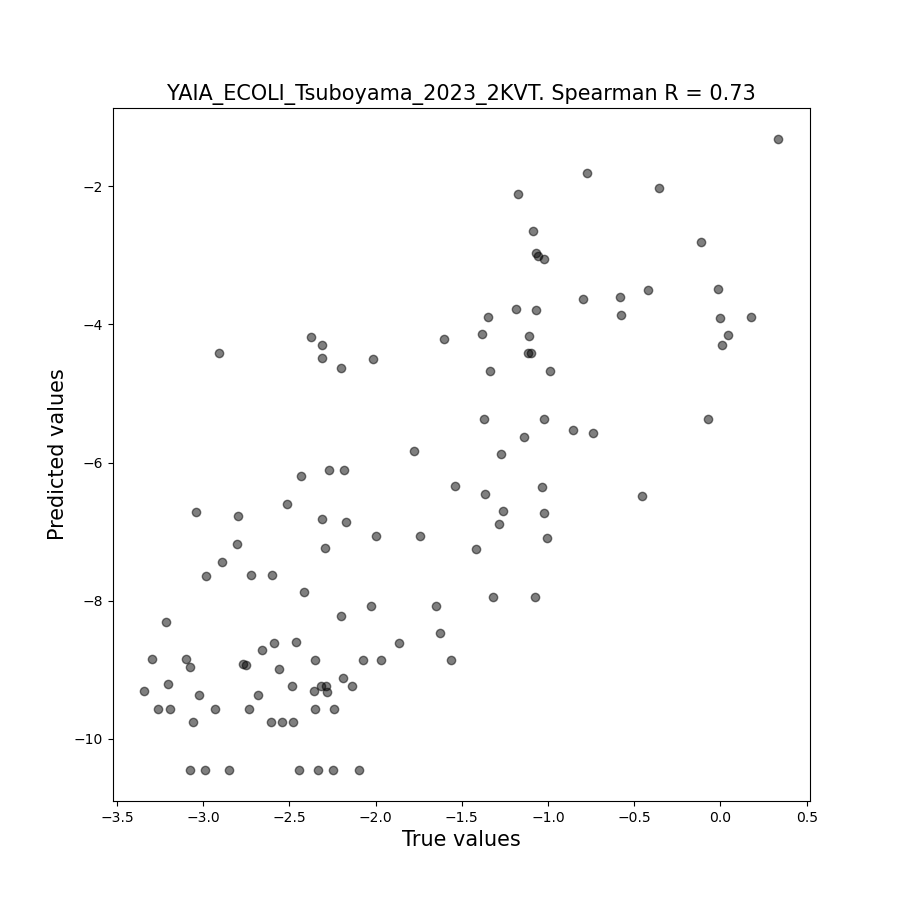 YAIA_ECOLI_Tsuboyama_2023_2KVT. Spearman R = 0.73
Predicted values
−2
−4
−6
−8
−10
−3.5 −3.0 −2.5 −2.0 −1.5 −1.0 −0.5 0.0 0.5
True values